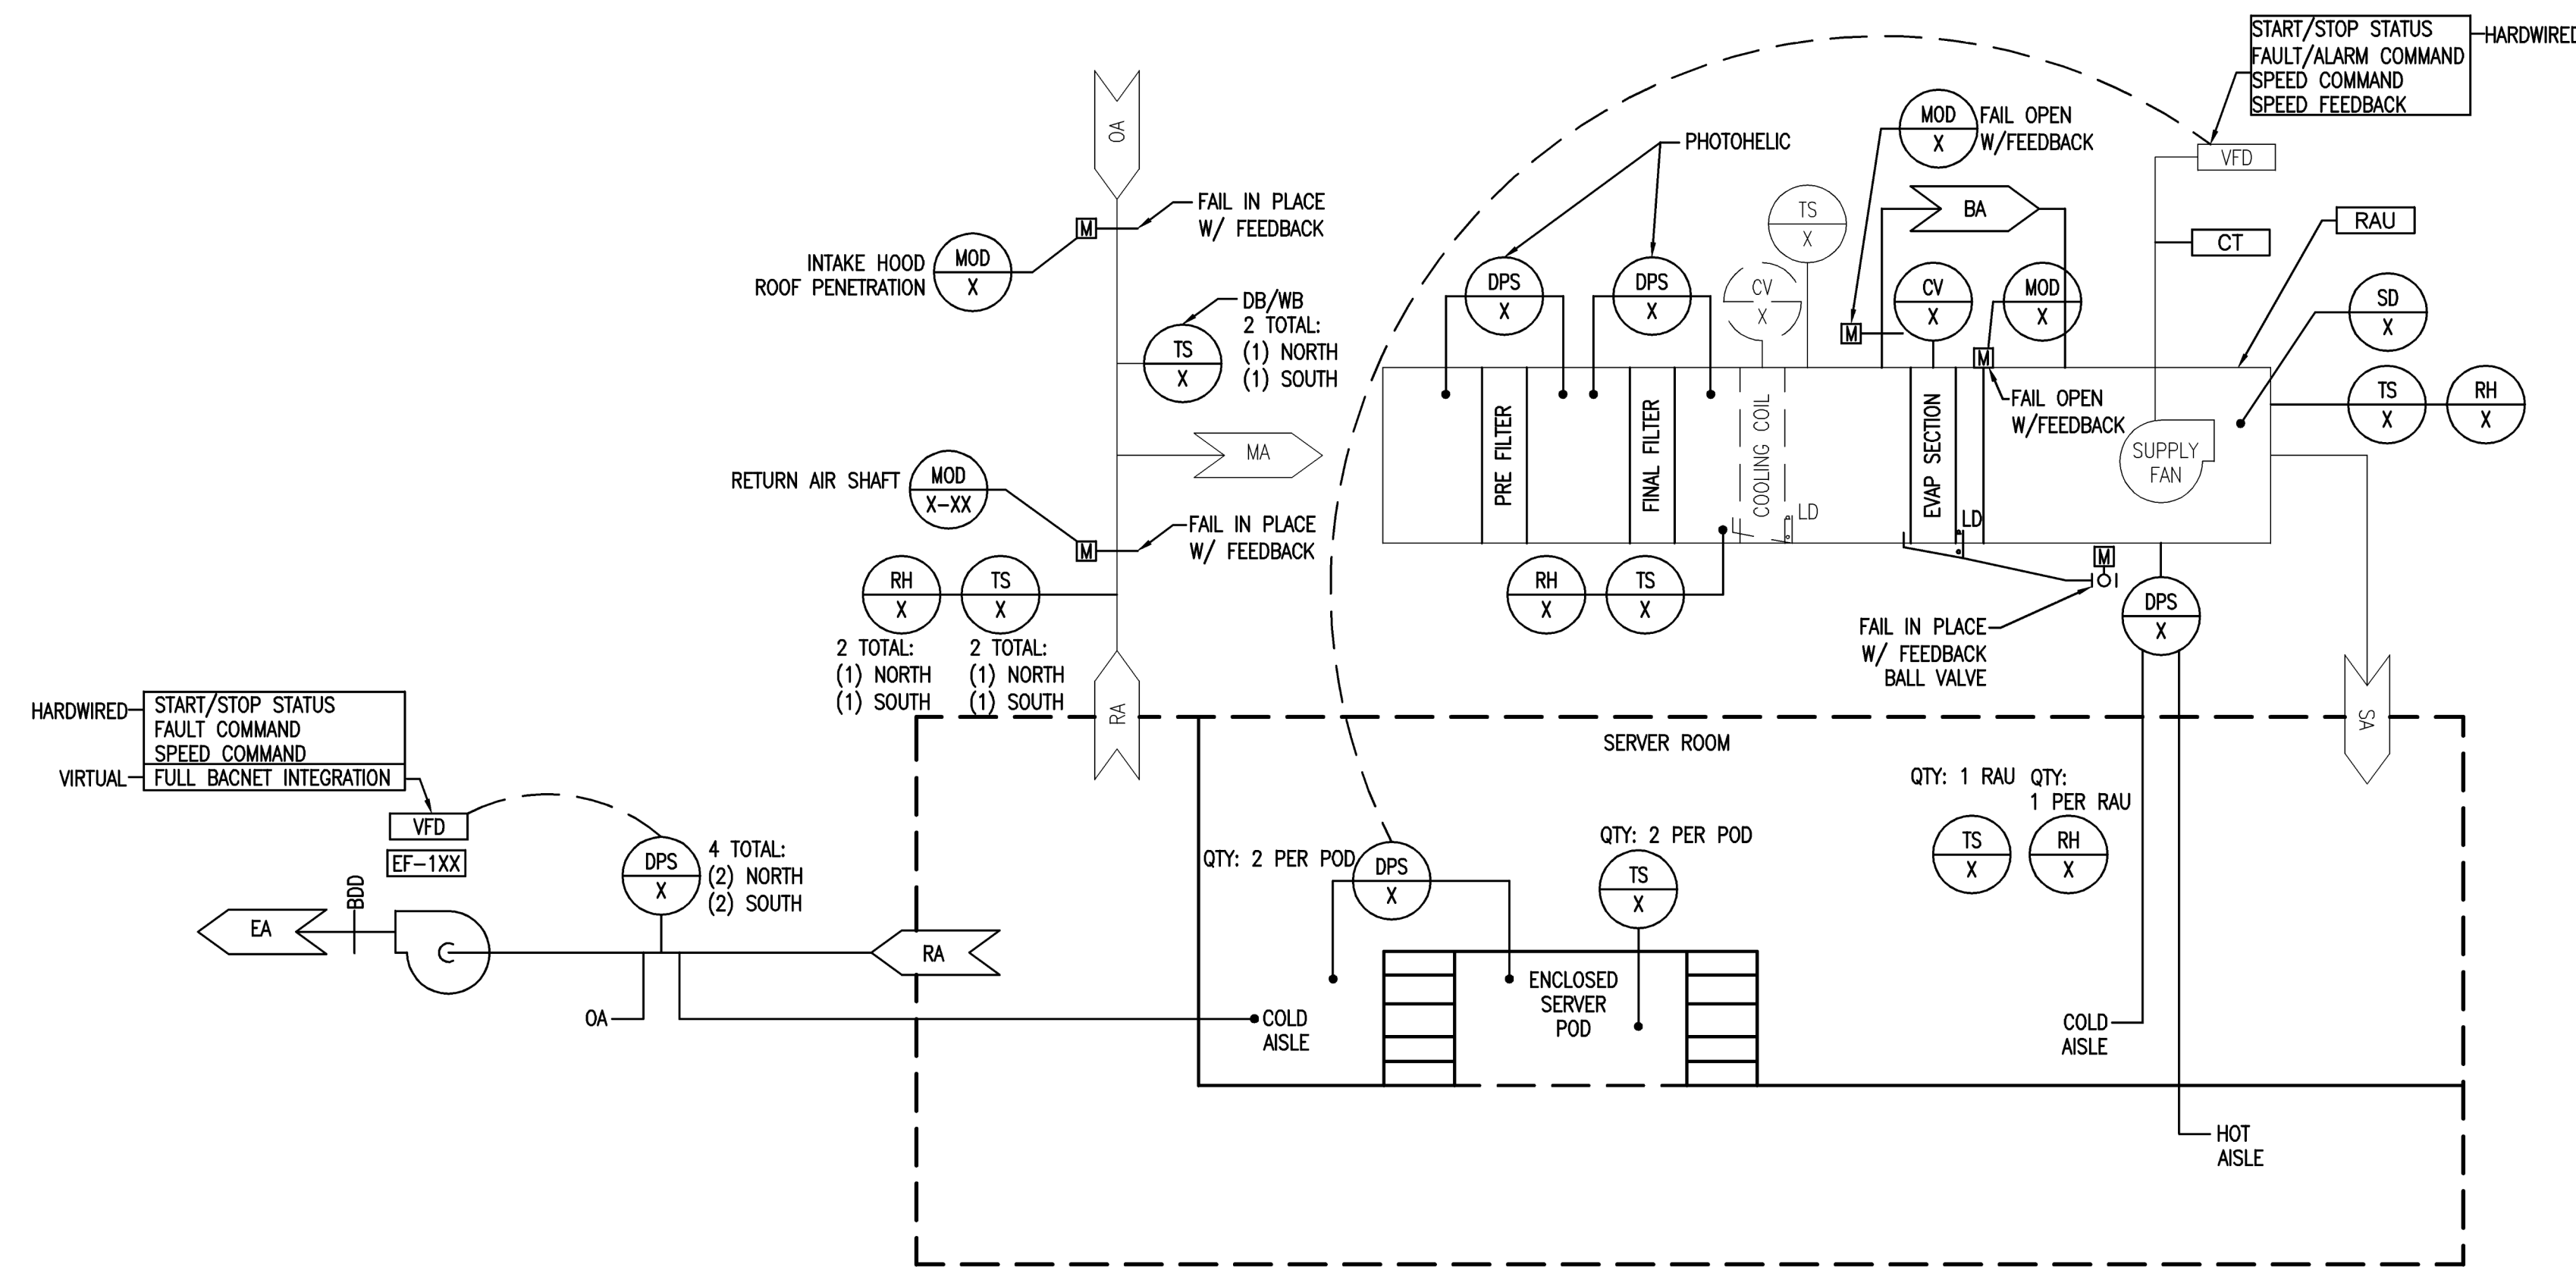 START/STOP STATUS
FAULT/ALARM COMMAND
SPEED COMMAND
SPEED FEEDBACK
HARDWIRED
OA
MOD
X
FAIL OPEN
W/FEEDBACK
PHOTOHELIC
VFD
FAIL IN PLACE
W/ FEEDBACK
M
INTAKE HOOD
ROOF PENETRATION
MOD
X
TS
X
BA
RAU
CT
DPS
X
DPS
X
CV
X
CV
X
MOD
X
SD
X
DB/WB
2 TOTAL:
(1) NORTH
(1) SOUTH
TS
X
M
M
FAIL OPEN
W/FEEDBACK
TS
X
RH
X
PRE FILTER
FINAL FILTER
COOLING COIL
EVAP SECTION
SUPPLY
FAN
MA
RETURN AIR SHAFT
MOD
X-XX
FAIL IN PLACE
W/ FEEDBACK
M
LD
LD
M
RH
X
TS
X
2 TOTAL:
(1) NORTH
(1) SOUTH
2 TOTAL:
(1) NORTH
(1) SOUTH
RH
X
TS
X
FAIL IN PLACE
W/ FEEDBACK
BALL VALVE
DPS
X
RA
SA
HARDWIRED
START/STOP STATUS
FAULT COMMAND
SPEED COMMAND
VIRTUAL
FULL BACNET INTEGRATION
VFD
EF-1XX
SERVER ROOM
QTY: 1 RAU
QTY:
1 PER RAU
TS
X
RH
X
DPS
X
4 TOTAL:
(2) NORTH
(2) SOUTH
QTY: 2 PER POD
DPS
X
QTY: 2 PER POD
TS
X
BDD
EA
RA
OA
COLD
AISLE
ENCLOSED
SERVER
POD
COLD
AISLE
HOT
AISLE